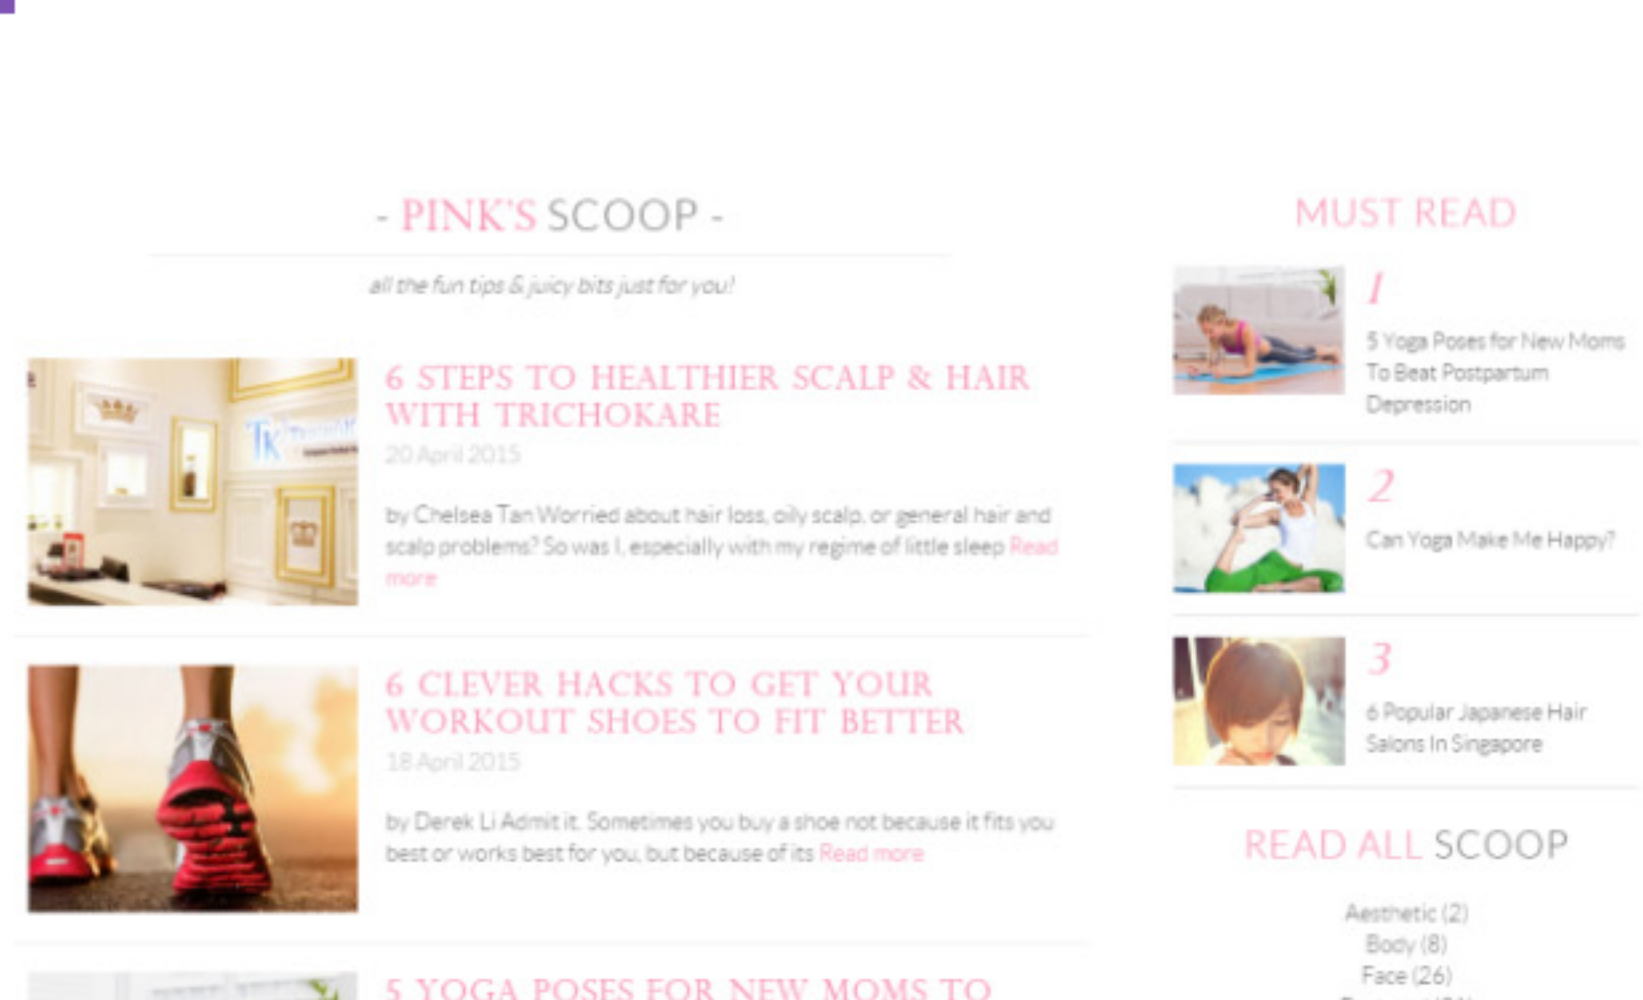 - PINK'S SCOOP -
all the fun tips & juicy bits just for you!
6 STEPS TO HEALTHIER SCALP & HAIR
WITH TRICHOKARE
20 April 2015
by Chelsea Tan Worried about hair loss, oily scalp, or general hair and
scalp problems? So was I, especially with my regime of little sleep Read
more
6 CLEVER HACKS TO GET YOUR
WORKOUT SHOES TO FIT BETTER
18 April 2015
by Derek Li Admit it. Sometimes you buy a shoe not because it fits you
best or works best for you, but because of its Read more
5 YOGA POSES FOR NEW MOMS TO
MUST READ
1
5 Yoga Poses for New Moms
To Beat Postpartum
Depression
2
Can Yoga Make Me Happy?
3
6 Popular Japanese Hair
Salons In Singapore
READ ALL SCOOP
Aesthetic (2)
Body (8)
Face (26)